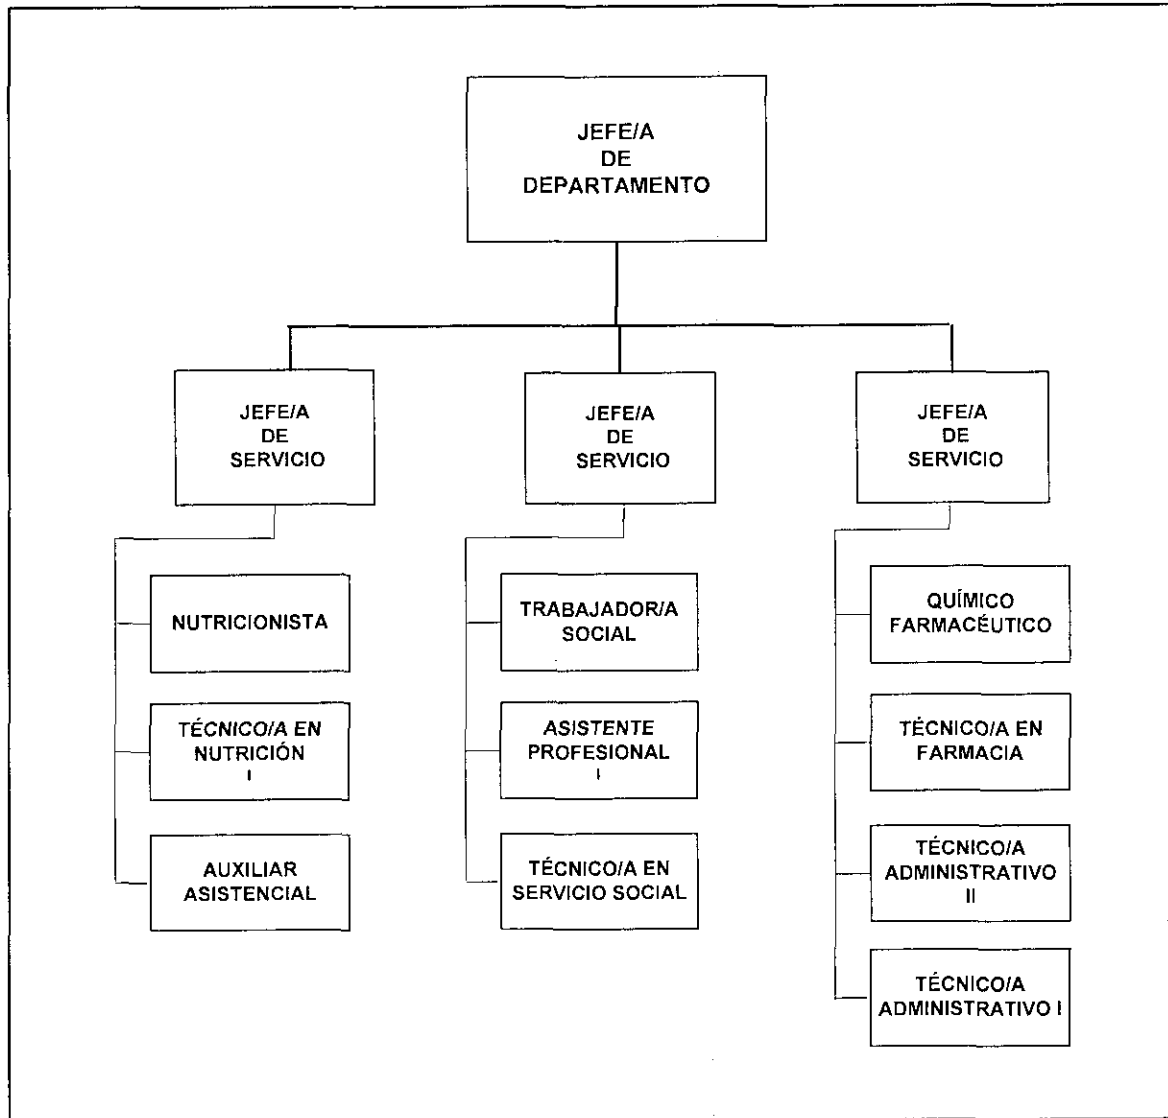 JEFE/A
DE
DEPARTAMENTO
JEFE/A
DE
SERVICIO
NUTRICIONISTA
TÉCNICO/A EN
NUTRICIÓN
I
AUXILIAR
ASISTENCIAL
JEFE/A
DE
SERVICIO
TRABAJADOR/A
SOCIAL
ASISTENTE
PROFESIONAL
I
TÉCNICO/A EN
SERVICIO SOCIAL
JEFE/A
DE
SERVICIO
QUÍMICO
FARMACÉUTICO
TÉCNICO/A EN
FARMACIA
TÉCNICO/A
ADMINISTRATIVO
II
TÉCNICO/A
ADMINISTRATIVO I